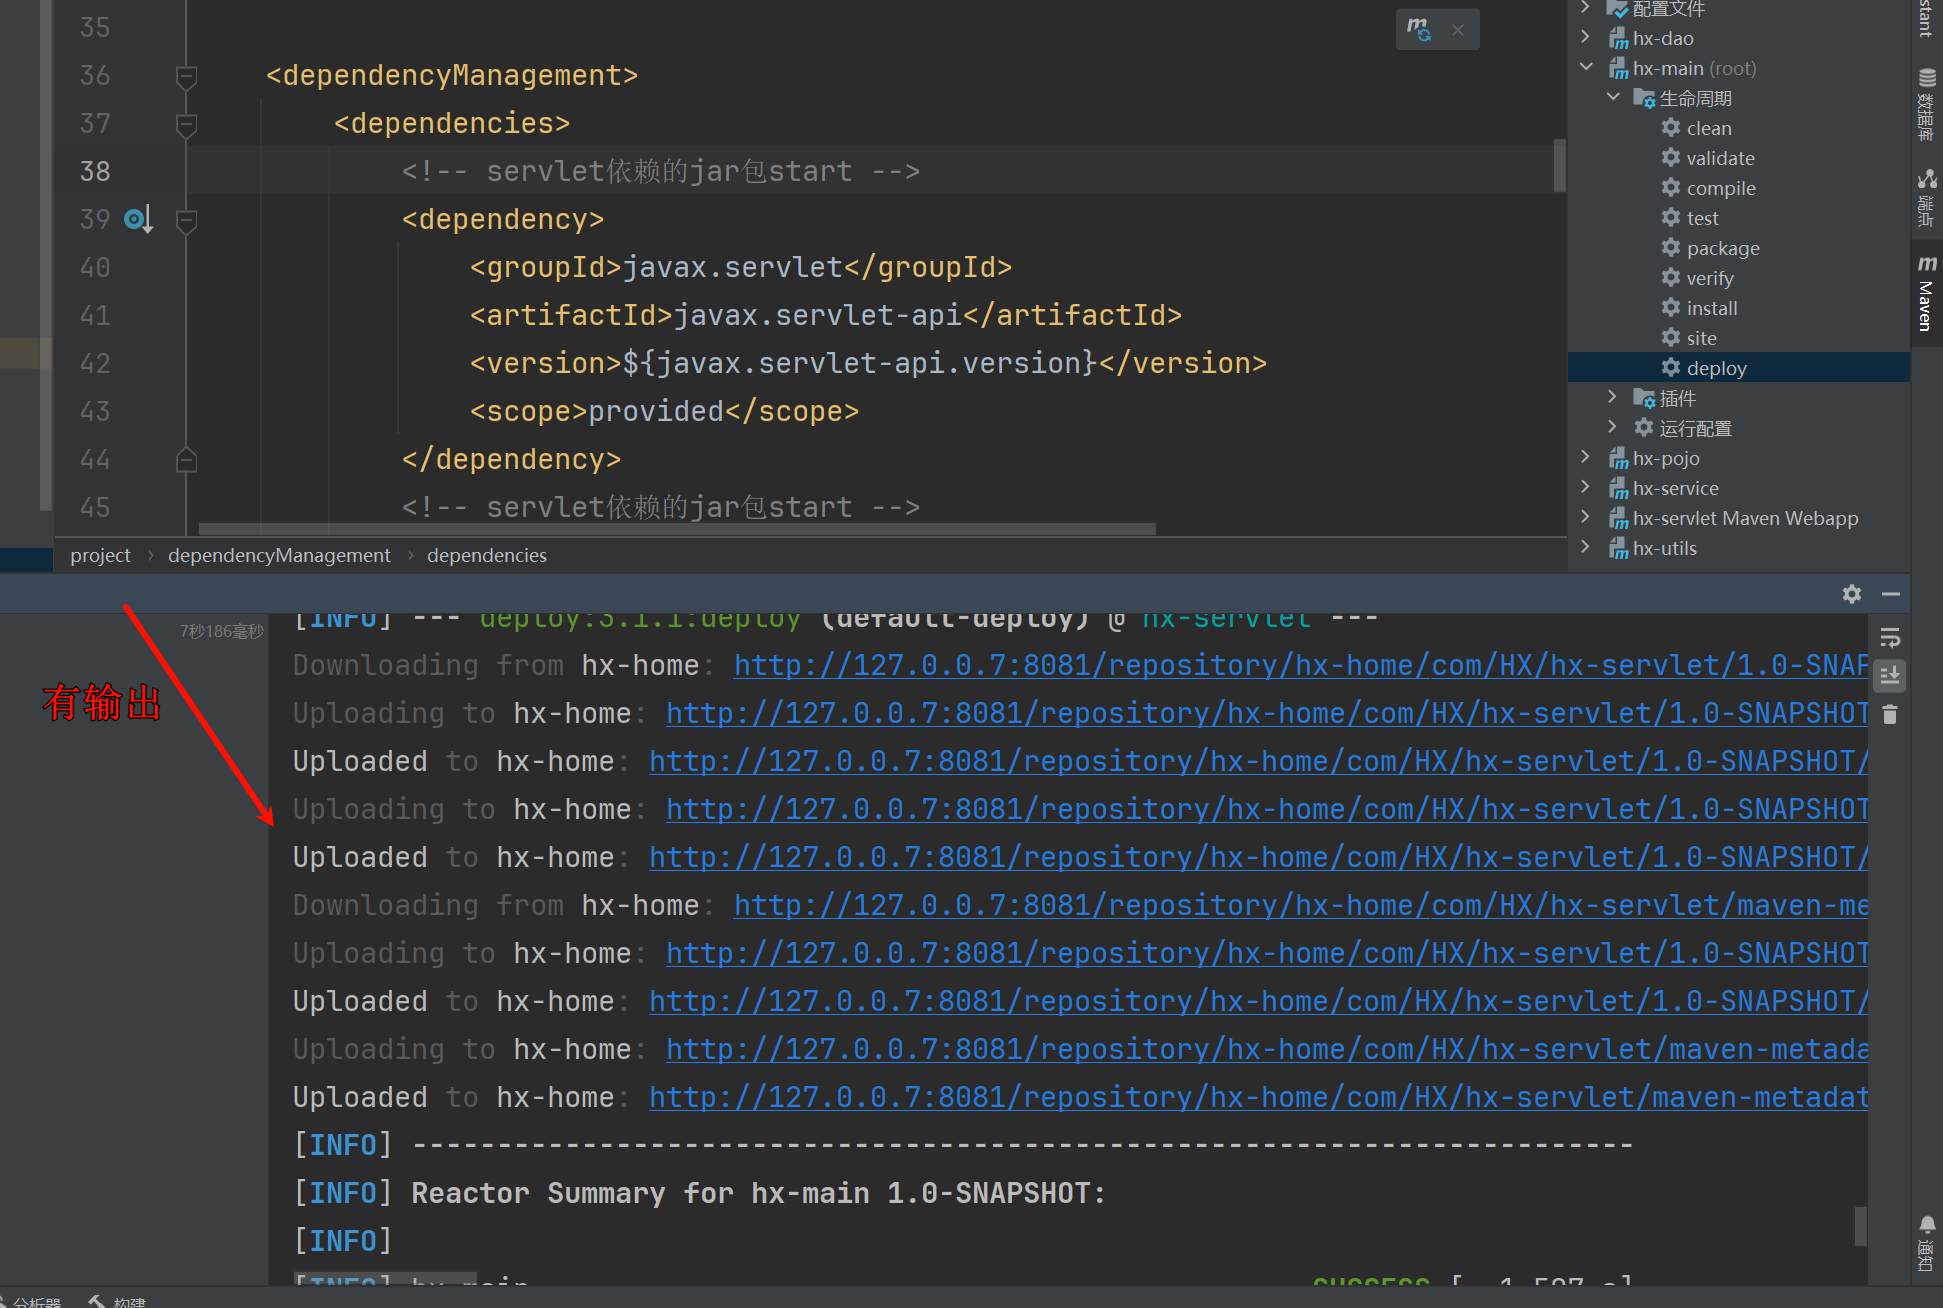 35
36 <dependencyManagement>
37 <dependencies>
38 <!-- servlet依赖的jar包start -->
39 <dependency>
40 <groupId>javax.servlet</groupId>
41 <artifactId>javax.servlet-api</artifactId>
42 <version>${javax.servlet-api.version}</version>
43 <scope>provided</scope>
44 </dependency>
45 <!-- servlet依赖的jar包start -->
project › dependencyManagement › dependencies
配置文件
hx-dao
hx-main (root)
生命周期
clean
validate
compile
test
package
verify
install
site
deploy
插件
运行配置
hx-pojo
hx-service
hx-servlet Maven Webapp
hx-utils
stant
数据库
端点
Maven
通知
7秒186毫秒
有输出
[INFO] --- deploy:3.1.1:deploy (default-deploy) @ hx-servlet ---
Downloading from hx-home: http://127.0.0.7:8081/repository/hx-home/com/HX/hx-servlet/1.0-SNAP
Uploading to hx-home: http://127.0.0.7:8081/repository/hx-home/com/HX/hx-servlet/1.0-SNAPSHOT
Uploaded to hx-home: http://127.0.0.7:8081/repository/hx-home/com/HX/hx-servlet/1.0-SNAPSHOT/
Uploading to hx-home: http://127.0.0.7:8081/repository/hx-home/com/HX/hx-servlet/1.0-SNAPSHOT
Uploaded to hx-home: http://127.0.0.7:8081/repository/hx-home/com/HX/hx-servlet/1.0-SNAPSHOT/
Downloading from hx-home: http://127.0.0.7:8081/repository/hx-home/com/HX/hx-servlet/maven-me
Uploading to hx-home: http://127.0.0.7:8081/repository/hx-home/com/HX/hx-servlet/1.0-SNAPSHOT
Uploaded to hx-home: http://127.0.0.7:8081/repository/hx-home/com/HX/hx-servlet/1.0-SNAPSHOT/
Uploading to hx-home: http://127.0.0.7:8081/repository/hx-home/com/HX/hx-servlet/maven-metada
Uploaded to hx-home: http://127.0.0.7:8081/repository/hx-home/com/HX/hx-servlet/maven-metadat
[INFO] ------------------------------------------------------------------------
[INFO] Reactor Summary for hx-main 1.0-SNAPSHOT:
[INFO]
[INFO] hx-main SUCCESS [ 1.597 s]
分析器
构建